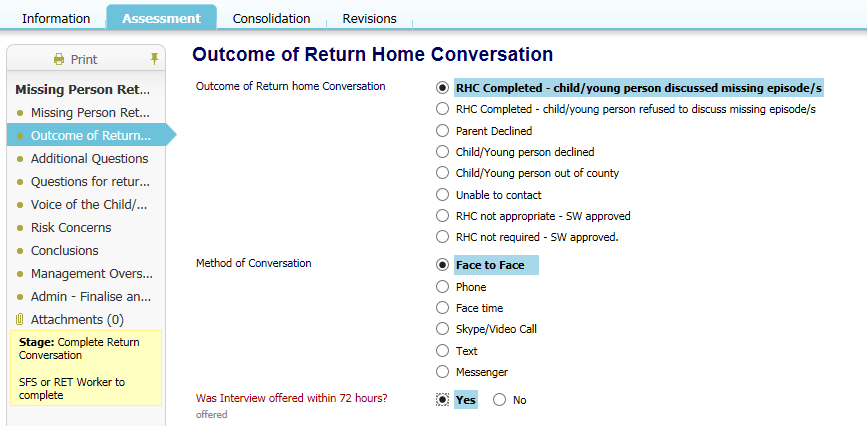 Information Assessment Consolidation Revisions
Print
Missing Person Ret...
Missing Person Ret...
Outcome of Return...
Additional Questions
Questions for retur...
Voice of the Child/...
Risk Concerns
Conclusions
Management Overs...
Admin - Finalise an...
Attachments (0)
Stage: Complete Return
Conversation
SFS or RET Worker to
complete
Outcome of Return Home Conversation
Outcome of Return home Conversation
RHC Completed - child/young person discussed missing episode/s
RHC Completed - child/young person refused to discuss missing episode/s
Parent Declined
Child/Young person declined
Child/Young person out of county
Unable to contact
RHC not appropriate - SW approved
RHC not required - SW approved.
Method of Conversation
Face to Face
Phone
Face time
Skype/Video Call
Text
Messenger
Was Interview offered within 72 hours?
offered
Yes No